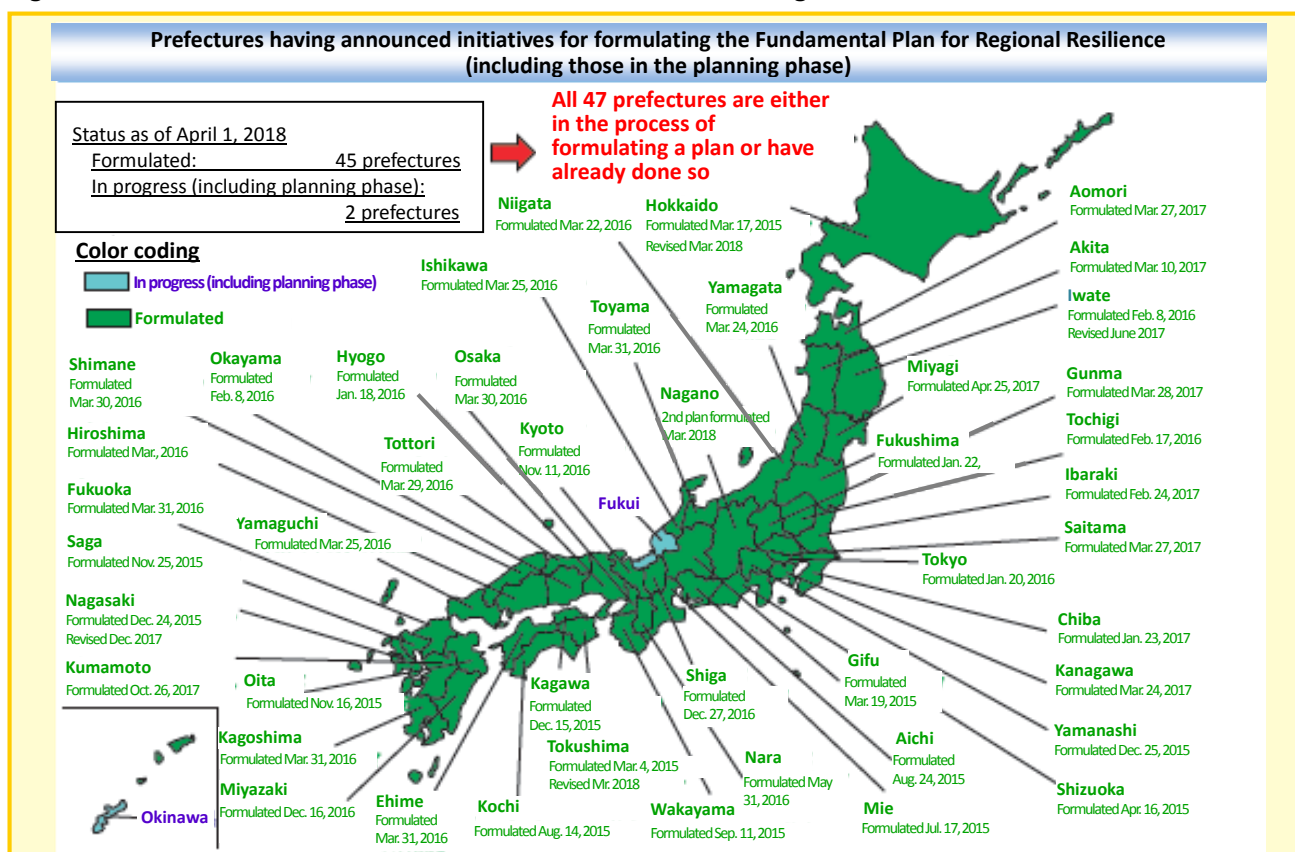 Prefectures having announced initiatives for formulating the Fundamental Plan for Regional Resilience
(including those in the planning phase)
Status as of April 1, 2018
Formulated: 45 prefectures
In progress (including planning phase):
2 prefectures
All 47 prefectures are either
in the process of
formulating a plan or have
already done so
Color coding
In progress (including planning phase)
Formulated
Niigata
Formulated Mar. 22, 2016
Hokkaido
Formulated Mar. 17, 2015
Revised Mar. 2018
Aomori
Formulated Mar. 27, 2017
Akita
Formulated Mar. 10, 2017
Iwate
Formulated Feb. 8, 2016
Revised June 2017
Ishikawa
Formulated Mar. 25, 2016
Toyama
Formulated
Mar. 31, 2016
Yamagata
Formulated
Mar. 24, 2016
Miyagi
Formulated Apr. 25, 2017
Gunma
Formulated Mar. 28, 2017
Tochigi
Formulated Feb. 17, 2016
Shimane
Formulated
Mar. 30, 2016
Okayama
Formulated
Feb. 8, 2016
Hyogo
Formulated
Jan. 18, 2016
Osaka
Formulated
Mar. 30, 2016
Nagano
2nd plan formulated
Mar. 2018
Fukushima
Formulated Jan. 22,
Ibaraki
Formulated Feb. 24, 2017
Hiroshima
Formulated Mar., 2016
Tottori
Formulated
Mar. 29, 2016
Kyoto
Formulated
Nov. 11, 2016
Fukuoka
Formulated Mar. 31, 2016
Yamaguchi
Formulated Mar. 25, 2016
Fukui
Saitama
Formulated Mar. 27, 2017
Saga
Formulated Nov. 25, 2015
Tokyo
Formulated Jan. 20, 2016
Nagasaki
Formulated Dec. 24, 2015
Revised Dec. 2017
Chiba
Formulated Jan. 23, 2017
Kumamoto
Formulated Oct. 26, 2017
Oita
Formulated Nov. 16, 2015
Kagawa
Formulated
Dec. 15, 2015
Shiga
Formulated
Dec. 27, 2016
Gifu
Formulated
Mar. 19, 2015
Kanagawa
Formulated Mar. 24, 2017
Kagoshima
Formulated Mar. 31, 2016
Tokushima
Formulated Mar. 4, 2015
Revised Mr. 2018
Nara
Formulated May
31, 2016
Aichi
Formulated
Aug. 24, 2015
Yamanashi
Formulated Dec. 25, 2015
Miyazaki
Formulated Dec. 16, 2016
Ehime
Formulated
Mar. 31, 2016
Kochi
Formulated Aug. 14, 2015
Wakayama
Formulated Sep. 11, 2015
Mie
Formulated Jul. 17, 2015
Shizuoka
Formulated Apr. 16, 2015
Okinawa